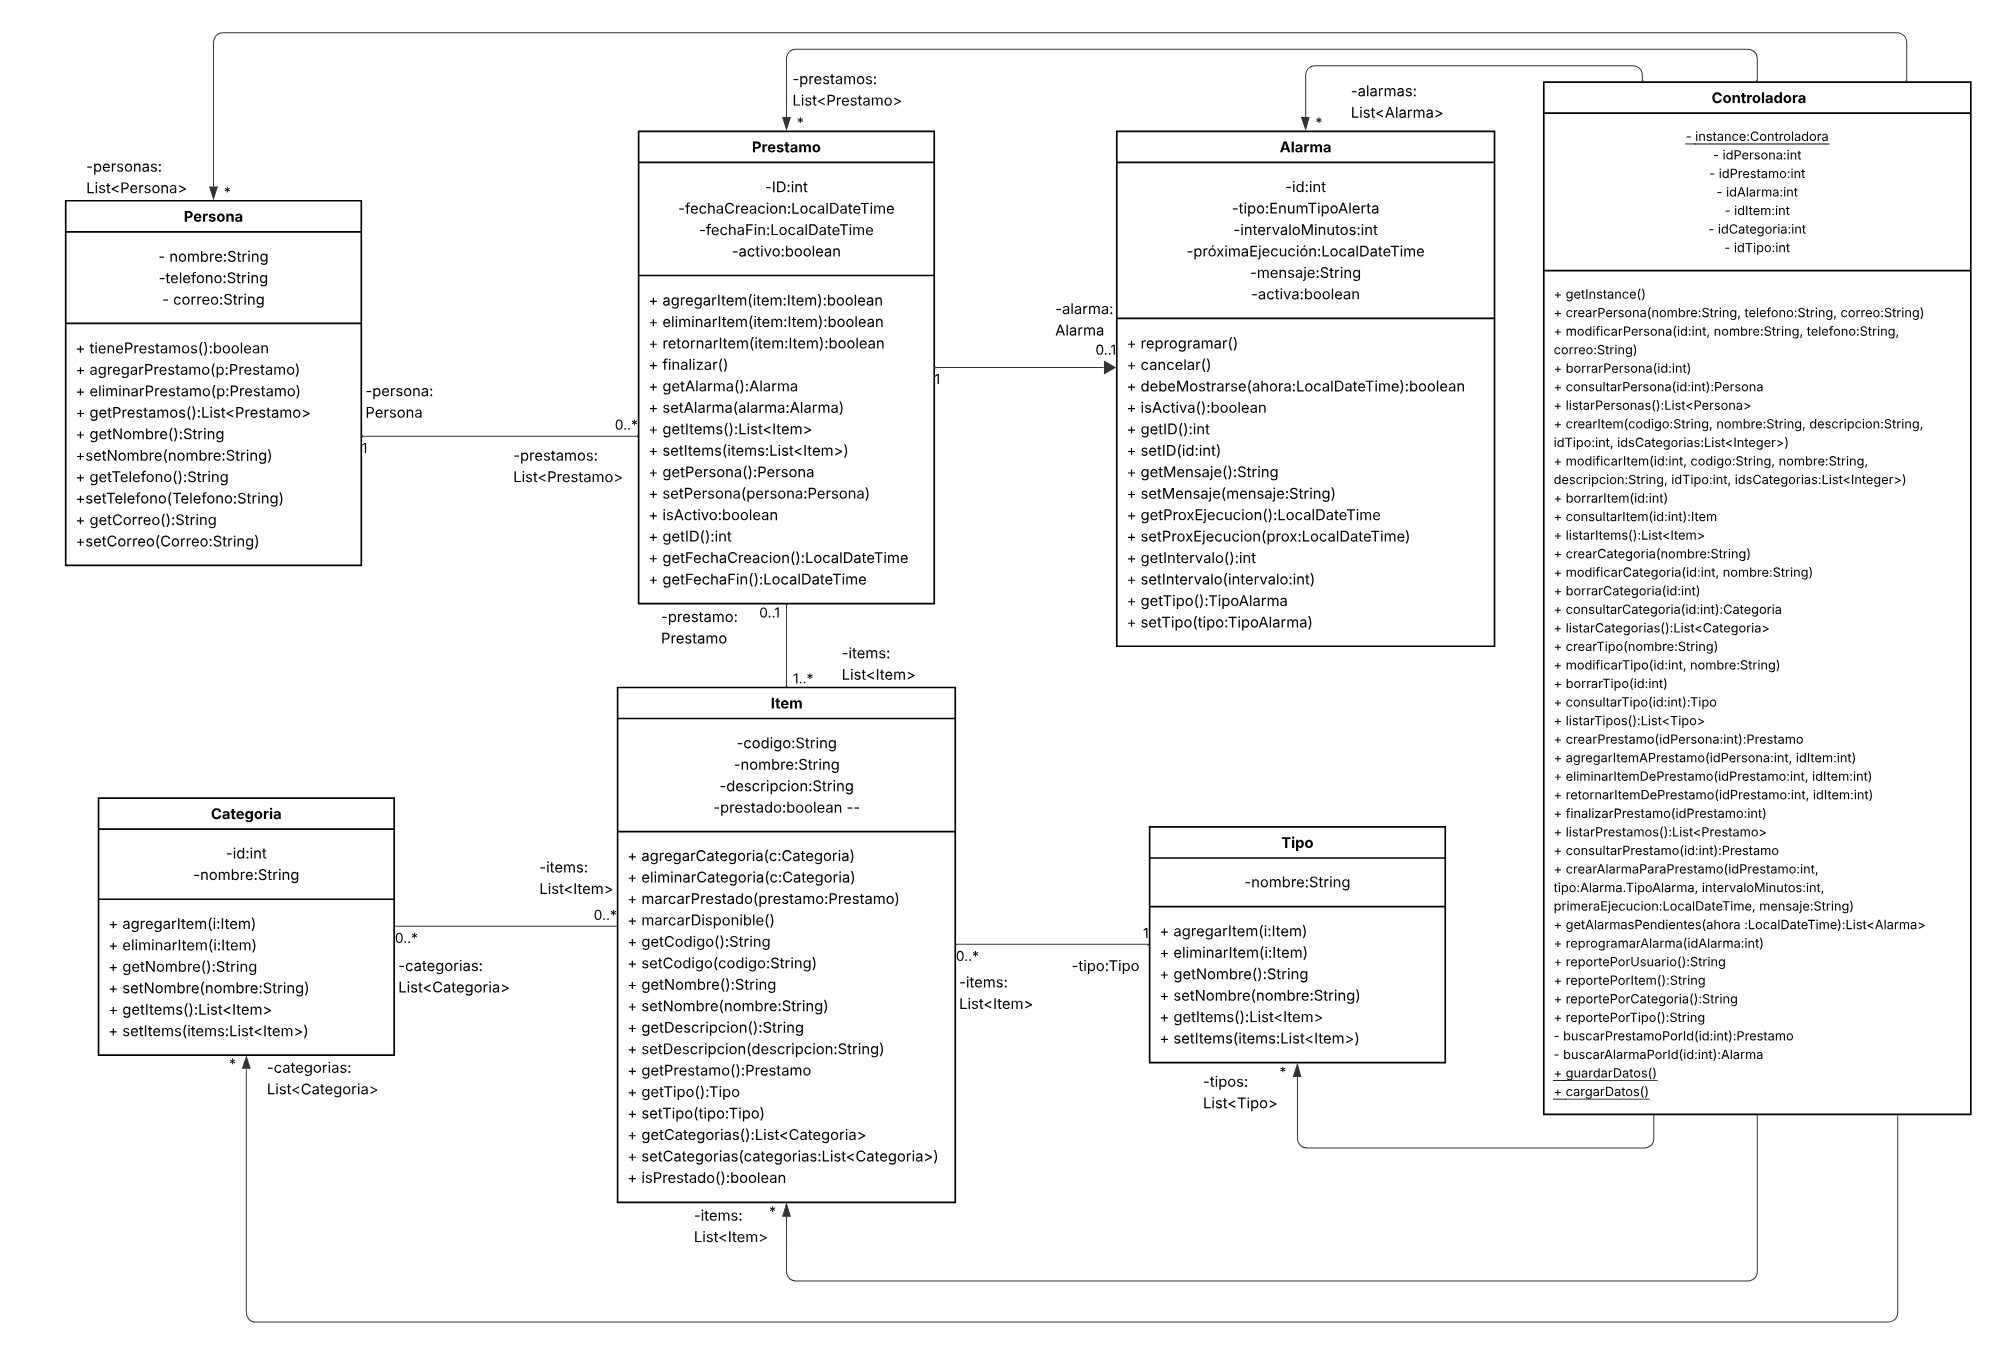 -personas:
List<Persona>
*
Persona
- nombre:String
-telefono:String
- correo:String
+ tienePrestamos():boolean
+ agregarPrestamo(p:Prestamo)
+ eliminarPrestamo(p:Prestamo)
+ getPrestamos():List<Prestamo>
+ getNombre():String
+setNombre(nombre:String)
+ getTelefono():String
+setTelefono(Telefono:String)
+ getCorreo():String
+setCorreo(Correo:String)
-persona:
Persona
1
0..*
-prestamos:
List<Prestamo>
-prestamos:
List<Prestamo>
*
Prestamo
-ID:int
-fechaCreacion:LocalDateTime
-fechaFin:LocalDateTime
-activo:boolean
+ agregarItem(item:Item):boolean
+ eliminarItem(item:Item):boolean
+ retornarItem(item:Item):boolean
+ finalizar()
+ getAlarma():Alarma
+ setAlarma(alarma:Alarma)
+ getItems():List<Item>
+ setItems(items:List<Item>)
+ getPersona():Persona
+ setPersona(persona:Persona)
+ isActivo:boolean
+ getID():int
+ getFechaCreacion():LocalDateTime
+ getFechaFin():LocalDateTime
-alarma:
Alarma
0..1
1
-alarmas:
List<Alarma>
*
Alarma
-id:int
-tipo:EnumTipoAlerta
-intervaloMinutos:int
-próximaEjecución:LocalDateTime
-mensaje:String
-activa:boolean
+ reprogramar()
+ cancelar()
+ debeMostrarse(ahora:LocalDateTime):boolean
+ isActiva():boolean
+ getID():int
+ setID(id:int)
+ getMensaje():String
+ setMensaje(mensaje:String)
+ getProxEjecucion():LocalDateTime
+ setProxEjecucion(prox:LocalDateTime)
+ getIntervalo():int
+ setIntervalo(intervalo:int)
+ getTipo():TipoAlarma
+ setTipo(tipo:TipoAlarma)
Controladora
- instance:Controladora
- idPersona:int
- idPrestamo:int
- idAlarma:int
- idItem:int
- idCategoria:int
- idTipo:int
+ getInstance()
+ crearPersona(nombre:String, telefono:String, correo:String)
+ modificarPersona(id:int, nombre:String, telefono:String,
correo:String)
+ borrarPersona(id:int)
+ consultarPersona(id:int):Persona
+ listarPersonas():List<Persona>
+ crearItem(codigo:String, nombre:String, descripcion:String,
idTipo:int, idsCategorias:List<Integer>)
+ modificarItem(id:int, codigo:String, nombre:String,
descripcion:String, idTipo:int, idsCategorias:List<Integer>)
+ borrarItem(id:int)
+ consultarItem(id:int):Item
+ listarItems():List<Item>
+ crearCategoria(nombre:String)
+ modificarCategoria(id:int, nombre:String)
+ borrarCategoria(id:int)
+ consultarCategoria(id:int):Categoria
+ listarCategorias():List<Categoria>
+ crearTipo(nombre:String)
+ modificarTipo(id:int, nombre:String)
+ borrarTipo(id:int)
+ consultarTipo(id:int):Tipo
+ listarTipos():List<Tipo>
+ crearPrestamo(idPersona:int):Prestamo
+ agregarItemAPrestamo(idPersona:int, idItem:int)
+ eliminarItemDePrestamo(idPrestamo:int, idItem:int)
+ retornarItemDePrestamo(idPrestamo:int, idItem:int)
+ finalizarPrestamo(idPrestamo:int)
+ listarPrestamos():List<Prestamo>
+ consultarPrestamo(id:int):Prestamo
+ crearAlarmaParaPrestamo(idPrestamo:int,
tipo:Alarma.TipoAlarma, intervaloMinutos:int,
primeraEjecucion:LocalDateTime, mensaje:String)
+ getAlarmasPendientes(ahora :LocalDateTime):List<Alarma>
+ reprogramarAlarma(idAlarma:int)
+ reportePorUsuario():String
+ reportePorItem():String
+ reportePorCategoria():String
+ reportePorTipo():String
- buscarPrestamoPorId(id:int):Prestamo
- buscarAlarmaPorId(id:int):Alarma
+ guardarDatos()
+ cargarDatos()
-prestamo:
Prestamo
0..1
-items:
List<Item>
1..*
Item
-codigo:String
-nombre:String
-descripcion:String
-prestado:boolean --
+ agregarCategoria(c:Categoria)
+ eliminarCategoria(c:Categoria)
+ marcarPrestado(prestamo:Prestamo)
+ marcarDisponible()
+ getCodigo():String
+ setCodigo(codigo:String)
+ getNombre():String
+ setNombre(nombre:String)
+ getDescripcion():String
+ setDescripcion(descripcion:String)
+ getPrestamo():Prestamo
+ getTipo():Tipo
+ setTipo(tipo:Tipo)
+ getCategorias():List<Categoria>
+ setCategorias(categorias:List<Categoria>)
+ isPrestado():boolean
Categoria
-id:int
-nombre:String
+ agregarItem(i:Item)
+ eliminarItem(i:Item)
+ getNombre():String
+ setNombre(nombre:String)
+ getItems():List<Item>
+ setItems(items:List<Item>)
-items:
List<Item>
0..*
0..*
-categorias:
List<Categoria>
*
-categorias:
List<Categoria>
Tipo
-nombre:String
+ agregarItem(i:Item)
+ eliminarItem(i:Item)
+ getNombre():String
+ setNombre(nombre:String)
+ getItems():List<Item>
+ setItems(items:List<Item>)
1
0..*
-tipo:Tipo
-items:
List<Item>
-tipos:
List<Tipo>
*
-items:
List<Item>
*